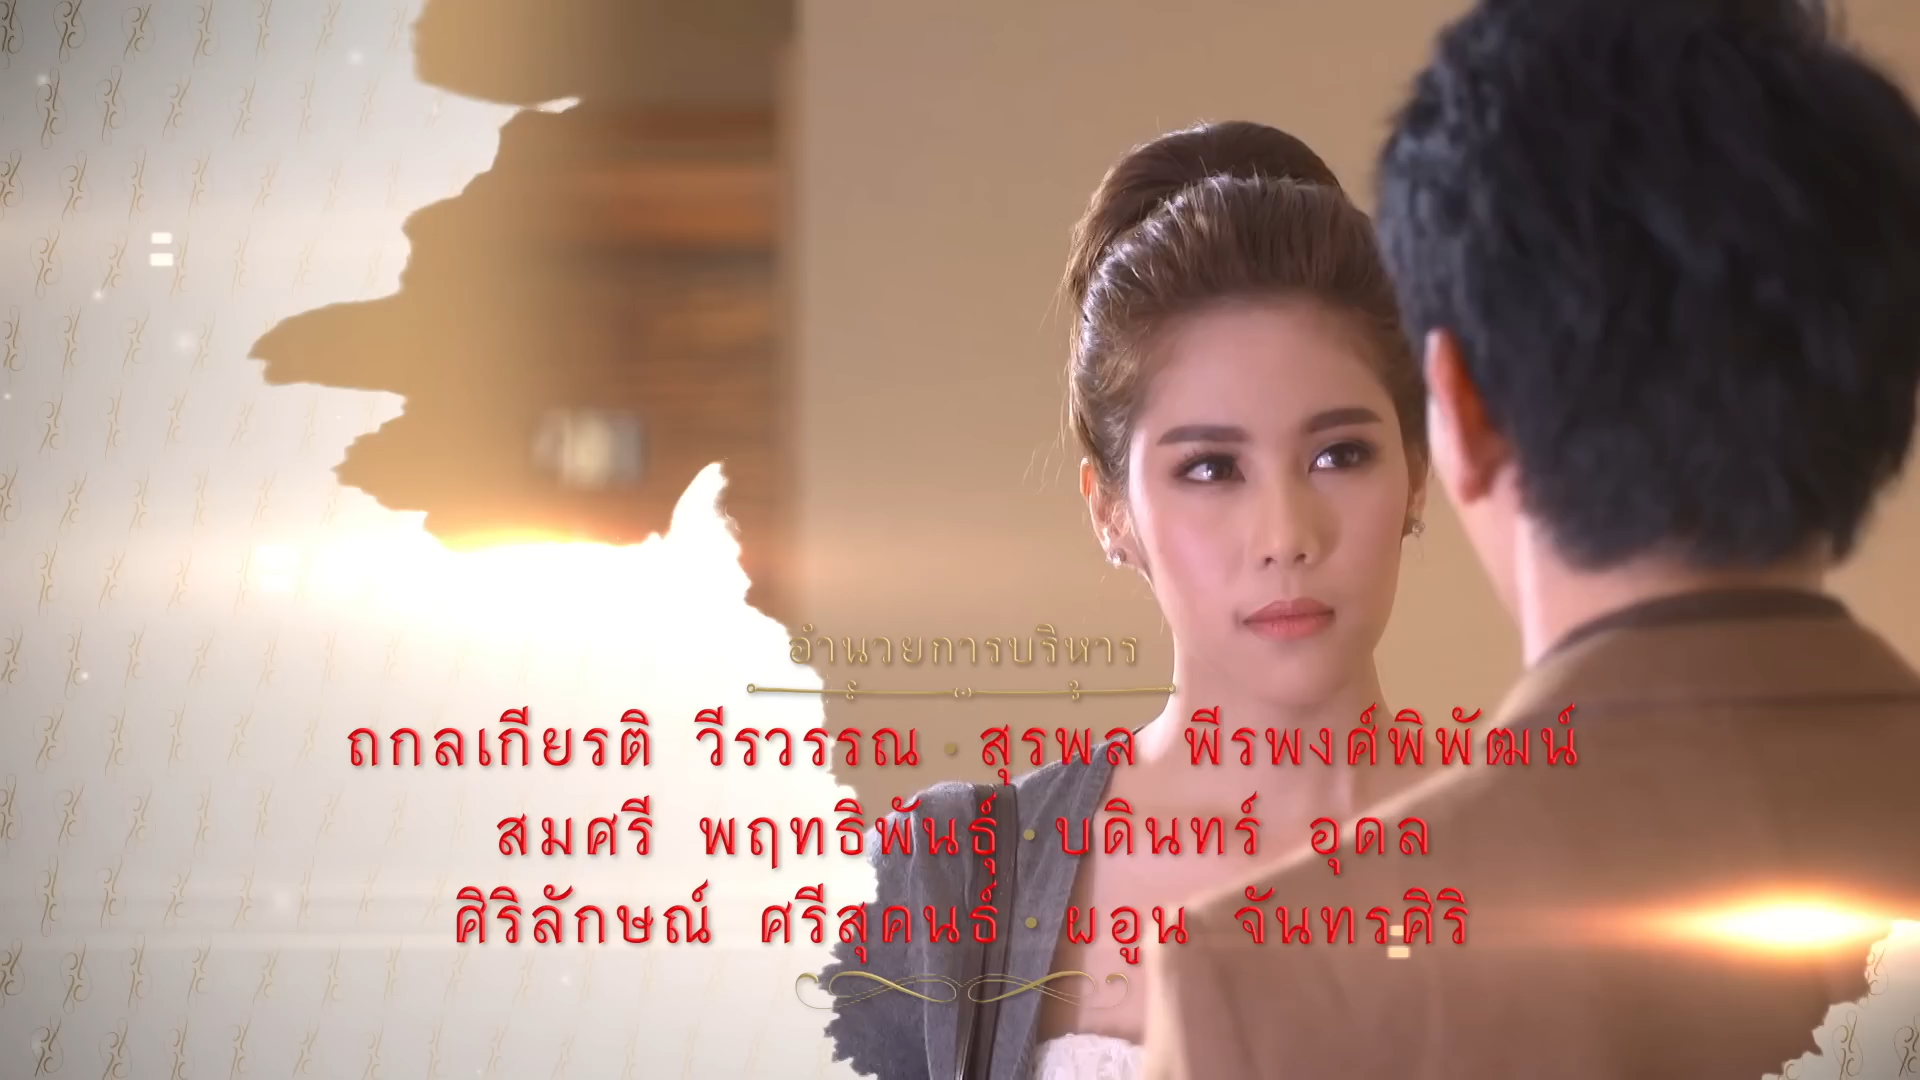 อำนวยการบริหาร
ถกลเกียรติ วีรวรรณ • สุรพล พีรพงศ์พิพัฒน์
สมศรี พฤทธิพันธุ์ • บดินทร์ อุดล
ศิริลักษณ์ ศรีสุคนธ์ • ผอูน จันทรศิริ